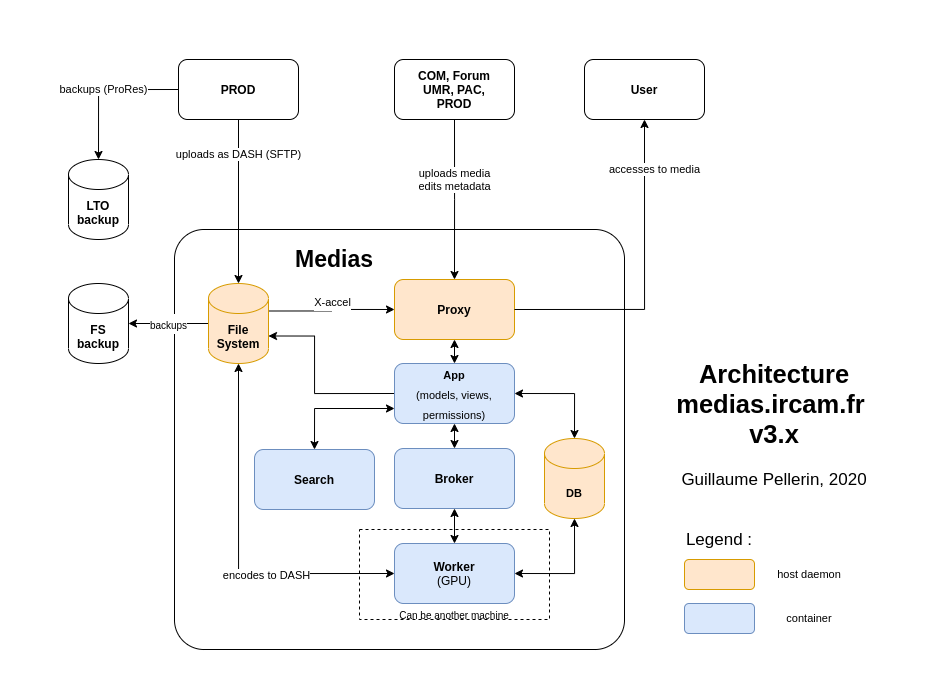 PROD
COM, Forum
UMR, PAC,
PROD
User
backups (ProRes)
uploads as DASH (SFTP)
uploads media
edits metadata
accesses to media
LTO
backup
Medias
FS
backup
backups
File
System
X-accel
Proxy
App
(models, views,
permissions)
Search
Broker
DB
encodes to DASH
Worker
(GPU)
Can be another machine
Architecture
medias.ircam.fr
v3.x
Guillaume Pellerin, 2020
Legend :
host daemon
container